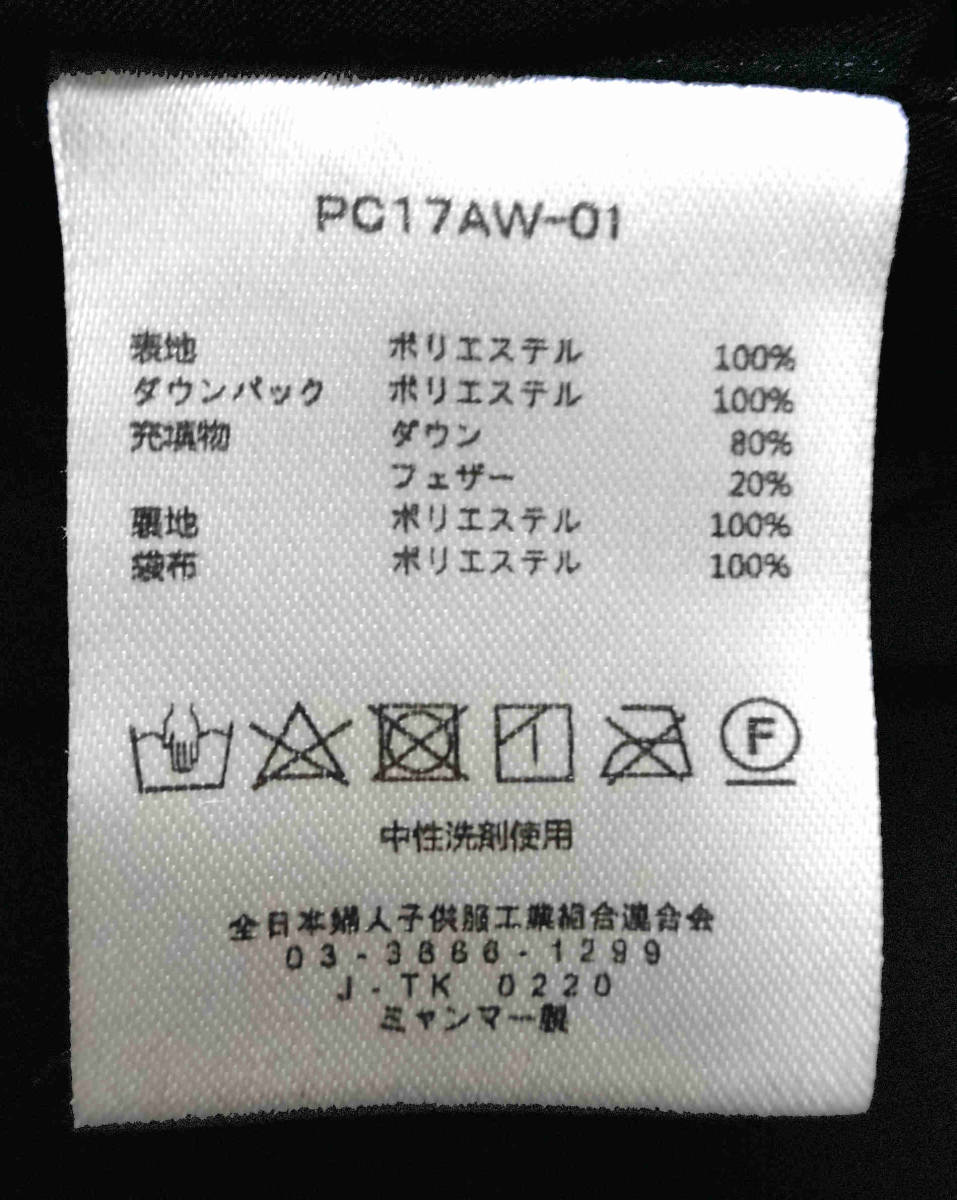 PC17AW-01
表地 ポリエステル 100%
ダウンパック ポリエステル 100%
充填物 ダウン 80%
フェザー 20%
裏地 ポリエステル 100%
袋布 ポリエステル 100%
F
中性洗剤使用
全日本婦人子供服工業組合連合会
03-3866-1299
J-TK 0220
ミャンマー製